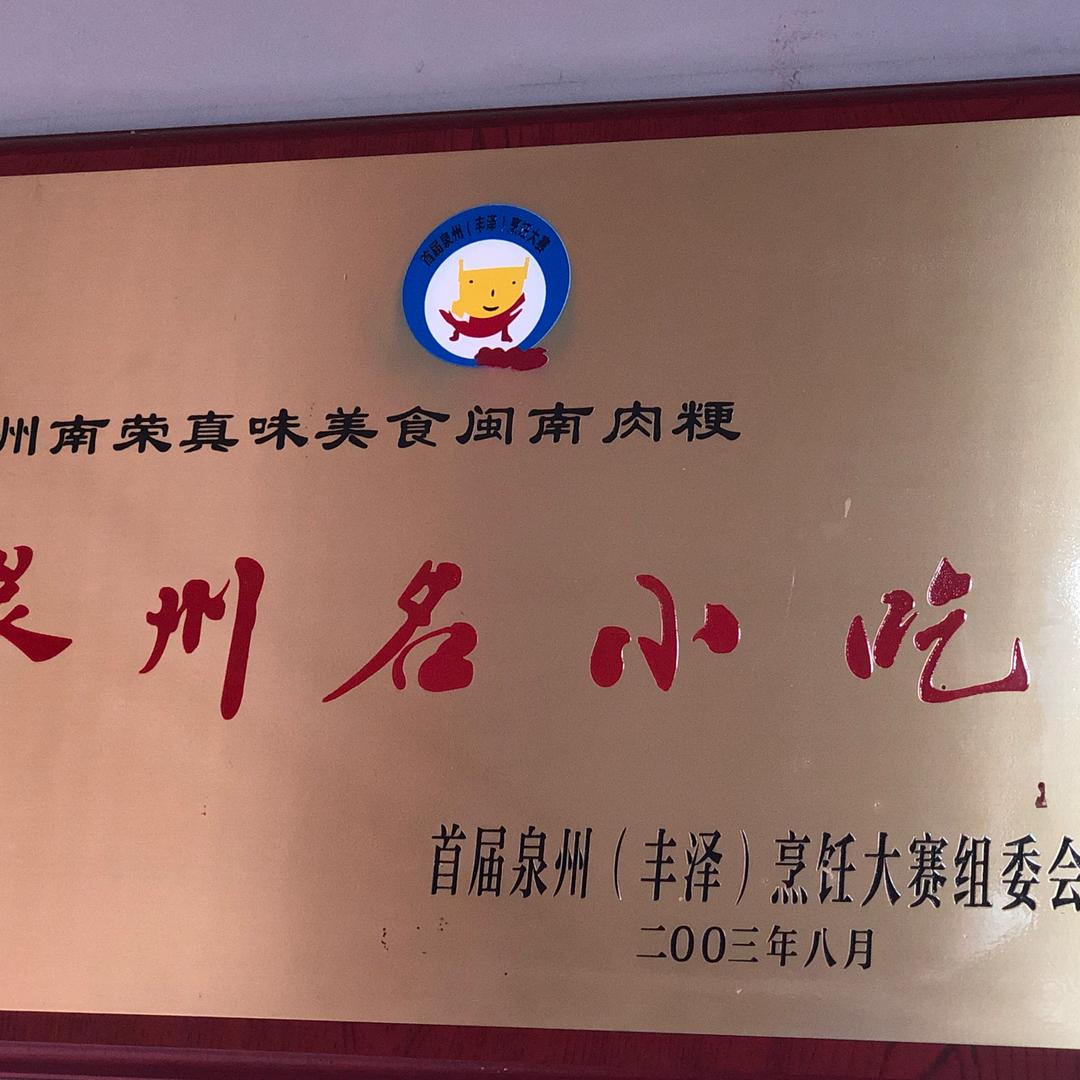 首届泉州（丰泽）烹饪大赛
州南荣真味美食闽南肉粳
泉州名小吃
首届泉州（丰泽）烹饪大赛组委会
二00三年八月